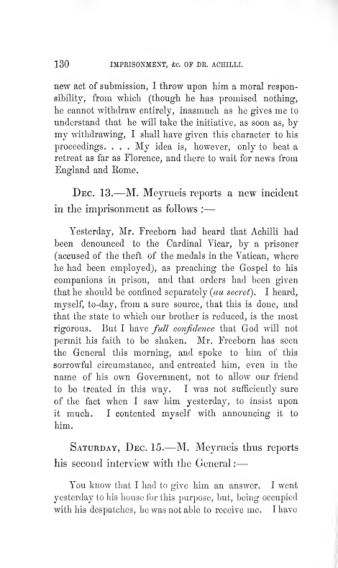 130 IMPRISONMENT, &c. OF DR. ACHILLI.
new act of submission, I throw upon him a moral respon-
sibility, from which (though he has promised nothing,
he cannot withdraw entirely, inasmuch as he gives me to
understand that he will take the initiative, as soon as, by
my withdrawing, I shall have given this character to his
proceedings. . . . My idea is, however, only to beat a
retreat as far as Florence, and there to wait for news from
England and Rome.
DEC. 13.—M. Meyrueis reports a new incident
in the imprisonment as follows :—
Yesterday, Mr. Freeborn had heard that Achilli had
been denounced to the Cardinal Vicar, by a prisoner
(accused of the theft of the medals in the Vatican, where
he had been employed), as preaching the Gospel to his
companions in prison, and that orders had been given
that he should be confined separately (au secret). I heard,
myself, to-day, from a sure source, that this is done, and
that the state to which our brother is reduced, is the most
rigorous. But I have full confidence that God will not
permit his faith to be shaken. Mr. Freeborn has seen
the General this morning, and spoke to him of this
sorrowful circumstance, and entreated him, even in the
name of his own Government, not to allow our friend
to be treated in this way. I was not sufficiently sure
of the fact when I saw him yesterday, to insist upon
it much. I contented myself with announcing it to
him.
SATURDAY, DEC. 15.—M. Meyrueis thus reports
his second interview with the General :—
You know that I had to give him an answer. I went
yesterday to his house for this purpose, but, being occupied
with his despatches, he was not able to receive me. I have